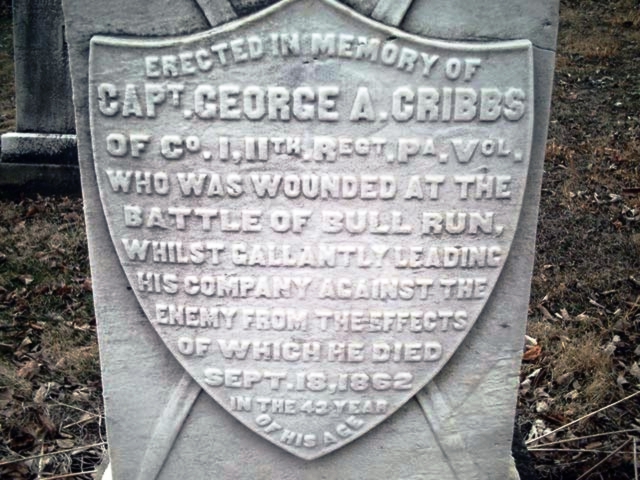 ERECTED IN MEMORY OF
CAPT. GEORGE A. CRIBBS
OF CO. I, 11TH, REGT, PA, VOL.
WHO WAS WOUNDED AT THE
BATTLE OF BULL RUN,
WHILST GALLANTLY LEADING
HIS COMPANY AGAINST THE
ENEMY FROM THE EFFECTS
OF WHICH HE DIED
SEPT. 18, 1862
IN THE 42 YEAR
OF HIS AGE